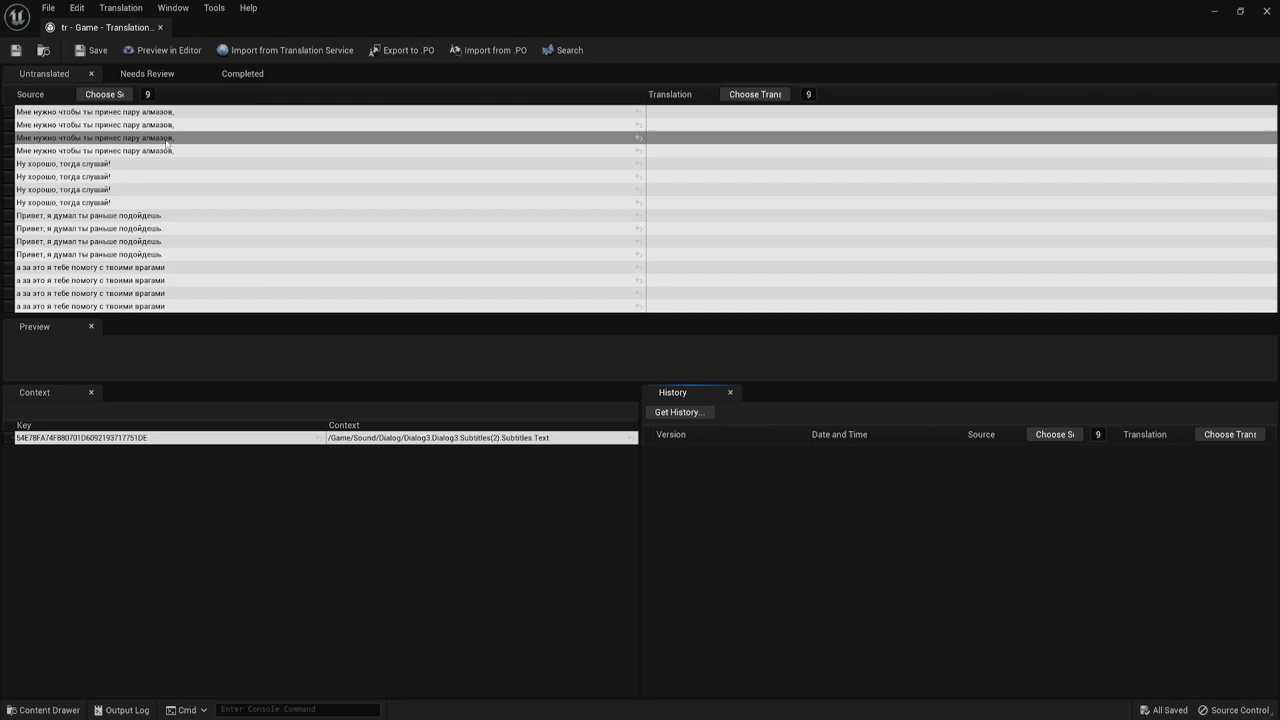 File Edit Translation Window Tools Help
tr - Game - Translation...
Save Preview in Editor Import from Translation Service Export to .PO Import from .PO Search
Untranslated Needs Review Completed
Source Choose S 9 Translation Choose Trans 9
Мне нужно чтобы ты принес пару алмазов,
Мне нужно чтобы ты принес пару алмазов,
Мне нужно чтобы ты принес пару алмазов,
Мне нужно чтобы ты принес пару алмазов,
Ну хорошо, тогда слушай!
Ну хорошо, тогда слушай!
Ну хорошо, тогда слушай!
Ну хорошо, тогда слушай!
Привет, я думал ты раньше подойдешь.
Привет, я думал ты раньше подойдешь.
Привет, я думал ты раньше подойдешь.
Привет, я думал ты раньше подойдешь.
а за это я тебе помогу с твоими врагами
а за это я тебе помогу с твоими врагами
а за это я тебе помогу с твоими врагами
а за это я тебе помогу с твоими врагами
Preview
Context
Key Context
54E78FA74F880701D6092193717751DE /Game/Sound/Dialog/Dialog3.Dialog3.Subtitles(2).Subtitles.Text
History
Get History...
Version Date and Time Source Choose S 9 Translation Choose Trans
Content Drawer Output Log Cmd Enter Console Command All Saved Source Control